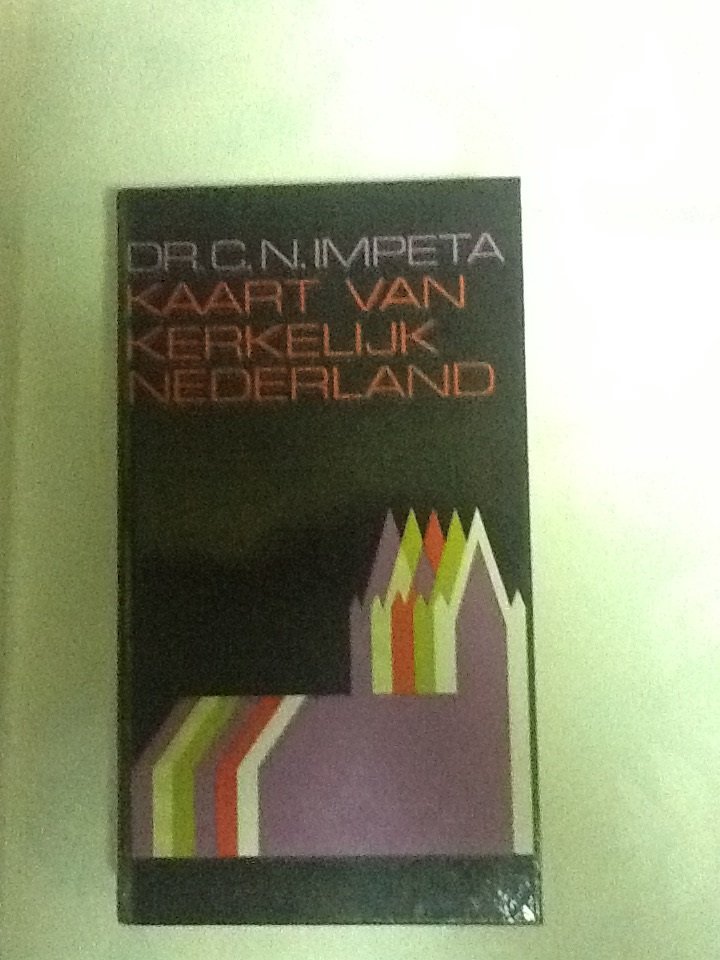 DR. C. N. IMPETA
KAART VAN
KERKELIJK
NEDERLAND